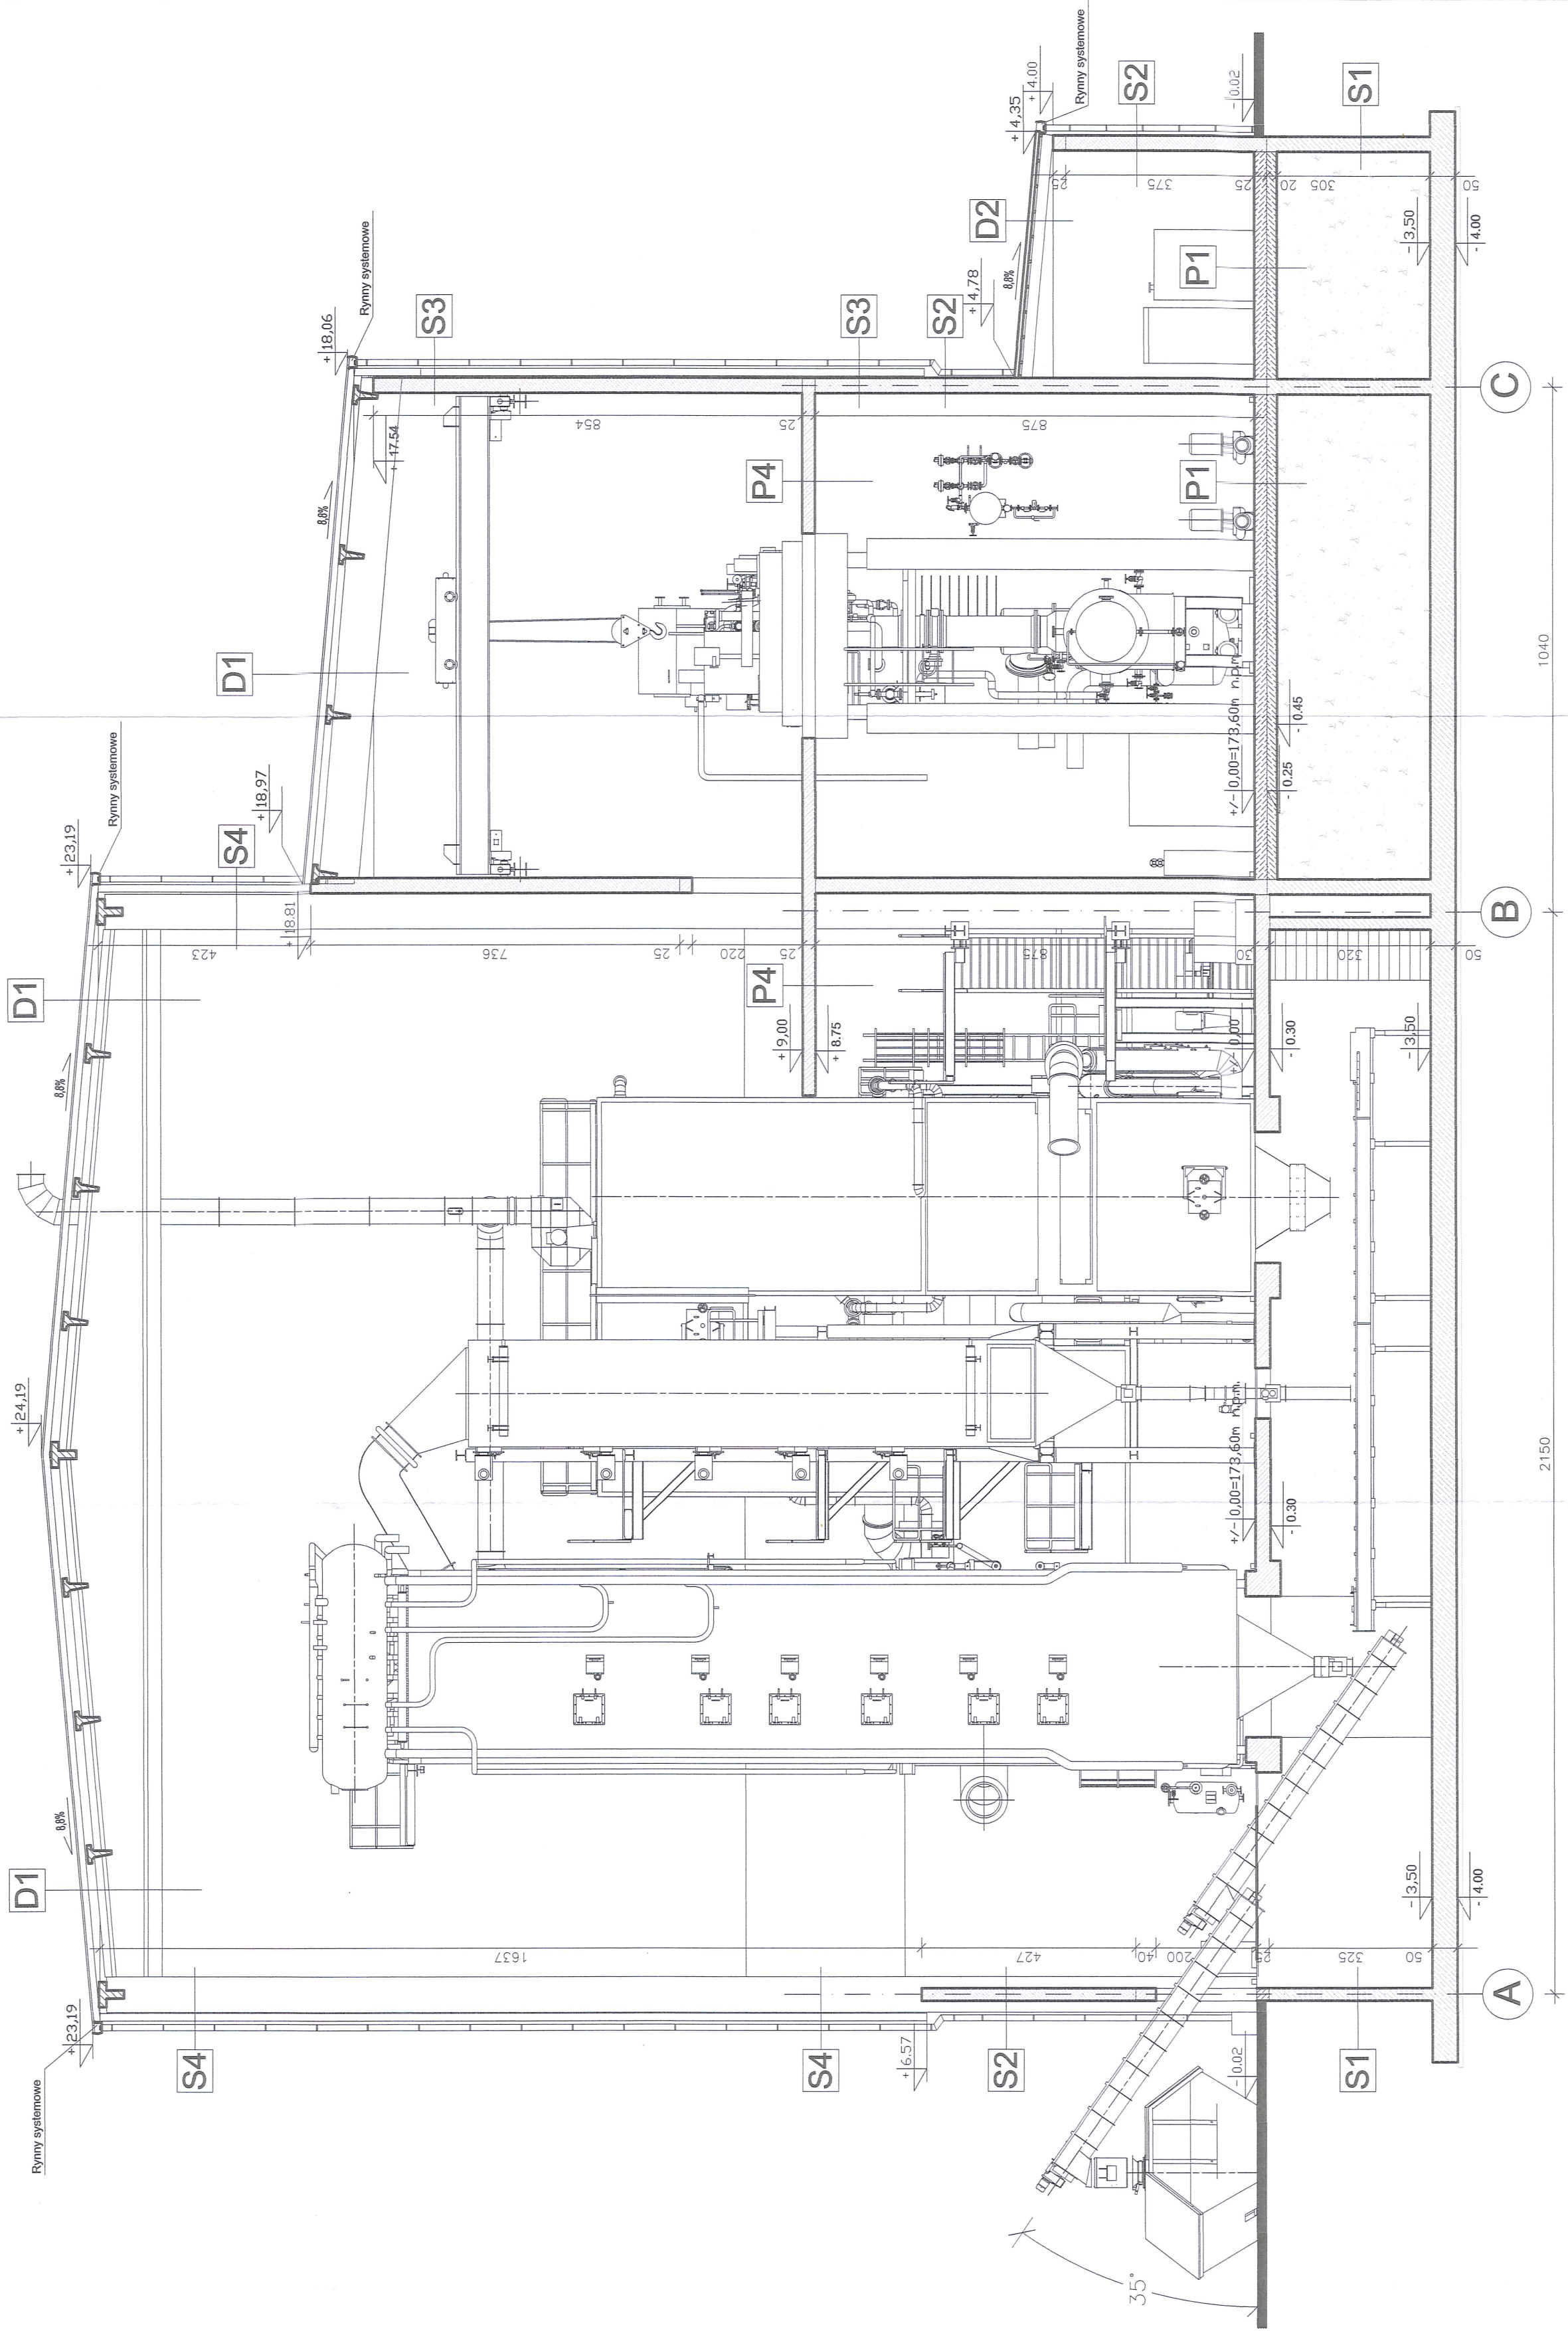 D1
D1
Rynny systemowe
8,8%
+24,19
8,8%
+23,19
+23,19
Rynny systemowe
S4
S4
+18,97
D1
+18.81
8,8%
+18,06
Rynny systemowe
423
+ 17.54
S3
1637
736
854
25
220
25
25
P4
P4
+ 9,00
+ 8.75
S4
S3
+6.57
S2
S2
427
875
875
+ 4,78
8,8%
D2
+ 4,35
+ 4.00
Rynny systemowe
25
375
S2
35°
40
200
25
30
25
P1
P1
- 0.02
+/- 0,00=173,60m n.p.m.
- 0.30
+/- 0,00
- 0.30
+/- 0,00=173,60m n.p.m.
- 0.25
- 0.45
- 0.02
20
305
S1
325
320
S1
- 3,50
- 3,50
- 3,50
50
50
50
- 4.00
- 4.00
A
B
C
2150
1040